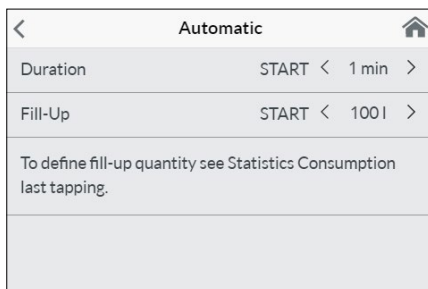 Automatic
Duration START < 1 min >
Fill-Up START < 100 l >
To define fill-up quantity see Statistics Consumption
last tapping.